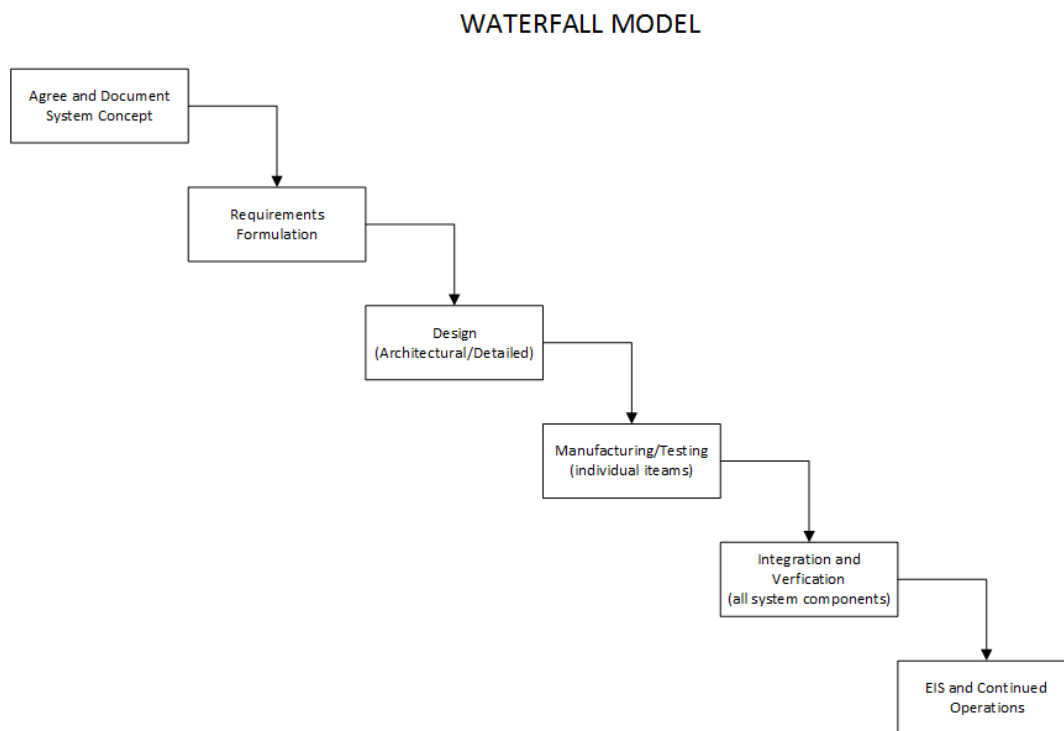 WATERFALL MODEL
Agree and Document
System Concept
Requirements
Formulation
Design
(Architectural/Detailed)
Manufacturing/Testing
(individual iteams)
Integration and
Verfication
(all system components)
EIS and Continued
Operations